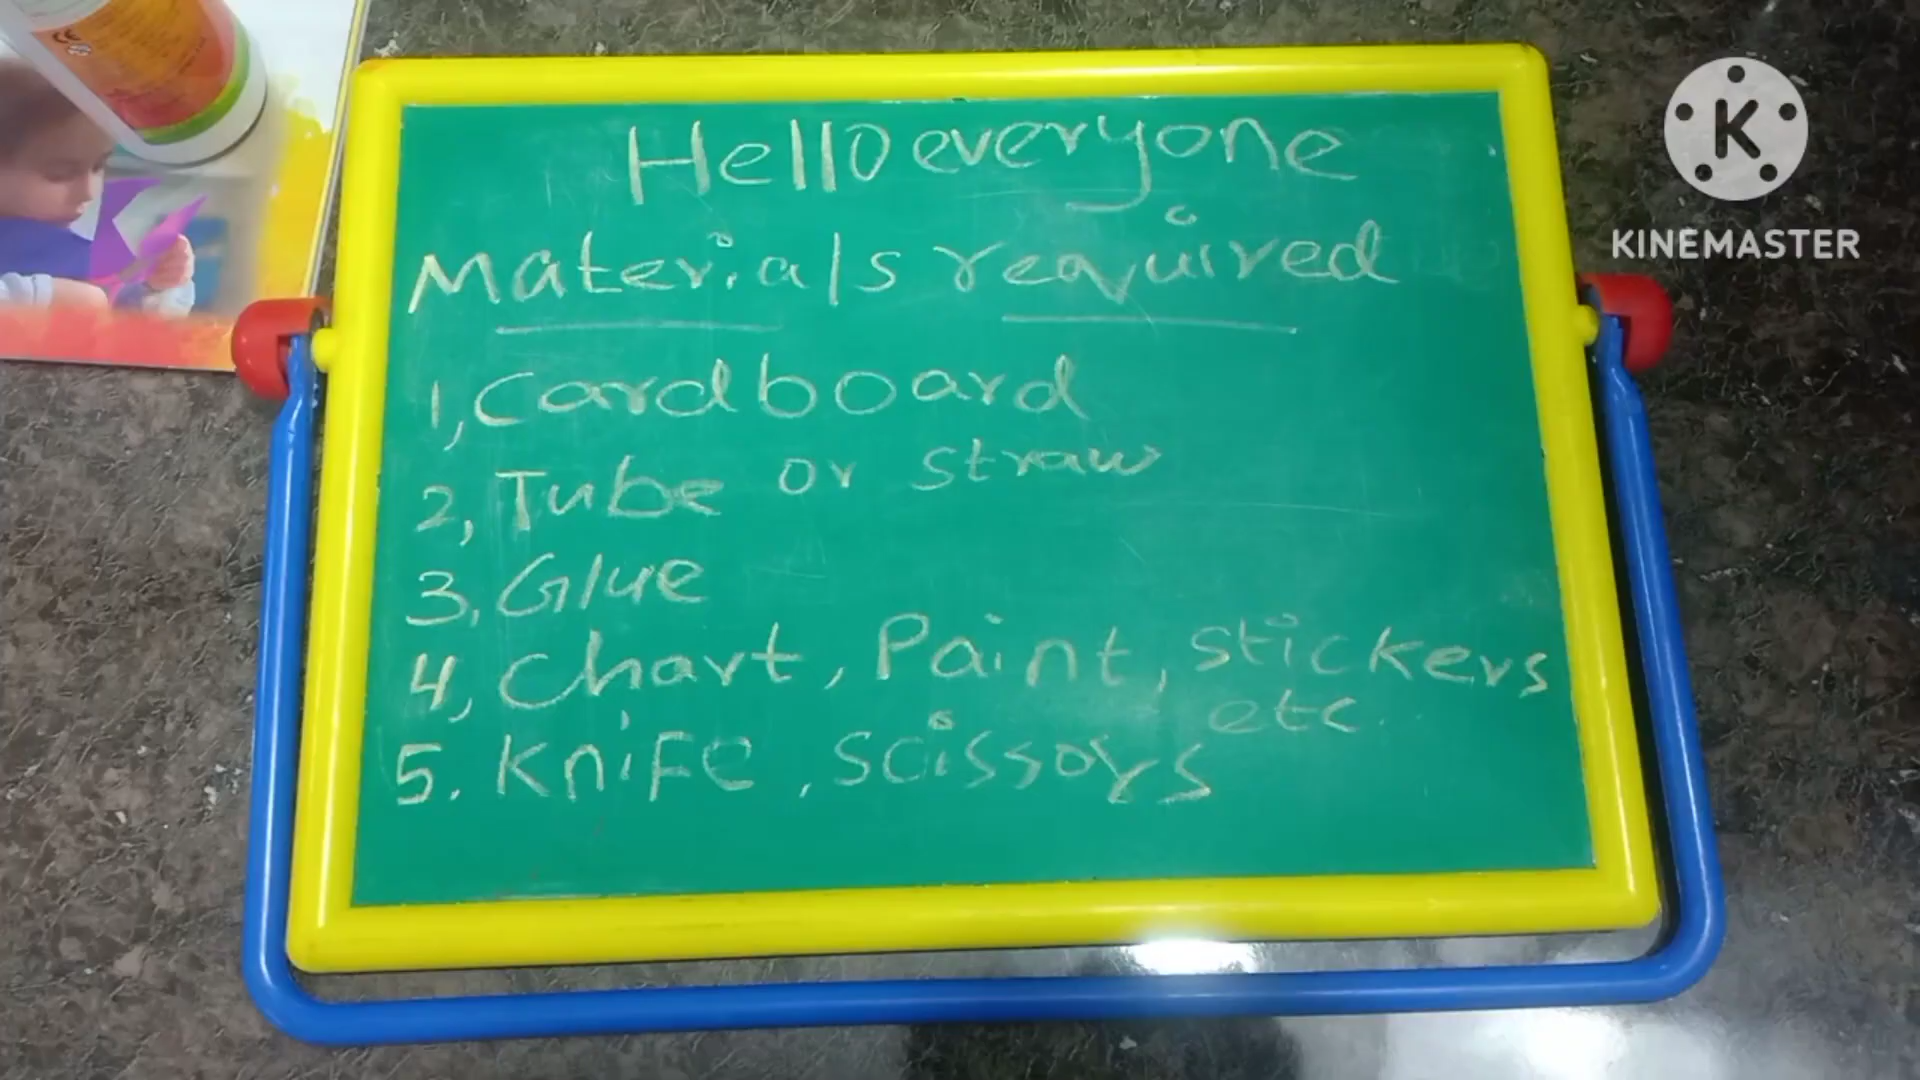 Hello everyone
Materials required
1, Cardboard
2, Tube or straw
3, Glue
4, Chart, Paint, stickers
etc..
5. Knife, scissors
K
KINEMASTER
CE